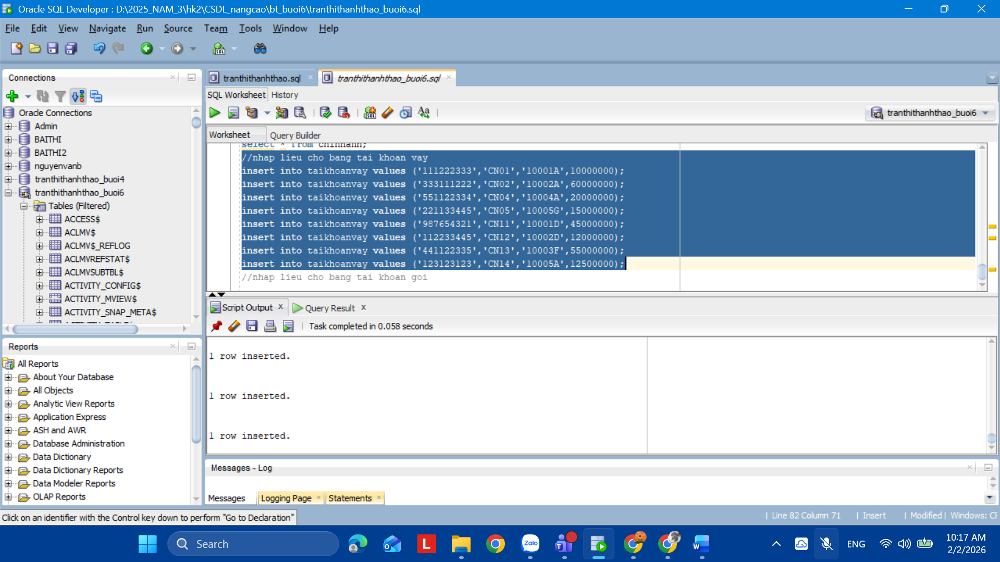 Oracle SQL Developer : D:\2025_NAM_3\hk2\CSDL_nangcao\bt_buoi6\tranthithanhthao_buoi6.sql
File Edit View Navigate Run Source Team Tools Window Help
Connections
Oracle Connections
Admin
BAITHI
BAITHI2
nguyenvanb
tranthithanhthao_buoi4
tranthithanhthao_buoi6
Tables (Filtered)
ACCESS$
ACLMV$
ACLMV$_REFLOG
ACLMVREFSTAT$
ACLMVSUBTBL$
ACTIVITY_CONFIG$
ACTIVITY_MVIEW$
ACTIVITY_SNAP_META$
Reports
All Reports
About Your Database
All Objects
Analytic View Reports
Application Express
ASH and AWR
Database Administration
Data Dictionary
Data Dictionary Reports
Data Modeler Reports
OLAP Reports
tranthithanhthao.sql
tranthithanhthao_buoi6.sql
SQL Worksheet History
tranthithanhthao_buoi6
Worksheet Query Builder
select * from chinhanh;
//nhap lieu cho bang tai khoan vay
insert into taikhoanvay values ('111222333','CN01','10001A',10000000);
insert into taikhoanvay values ('333111222','CN02','10002A',60000000);
insert into taikhoanvay values ('551122334','CN04','10004A',20000000);
insert into taikhoanvay values ('221133445','CN05','10005G',15000000);
insert into taikhoanvay values ('987654321','CN11','10001D',45000000);
insert into taikhoanvay values ('112233445','CN12','10002D',12000000);
insert into taikhoanvay values ('441122335','CN13','10003F',55000000);
insert into taikhoanvay values ('123123123','CN14','10005A',12500000);
//nhap lieu cho bang tai khoan goi
Script Output Query Result
Task completed in 0.058 seconds
1 row inserted.
1 row inserted.
1 row inserted.
Messages - Log
Messages Logging Page Statements
Click on an identifier with the Control key down to perform "Go to Declaration"
Line 82 Column 71 | Insert | Modified | Windows: CF
Search
Zalo
ENG
10:17 AM
2/2/2026